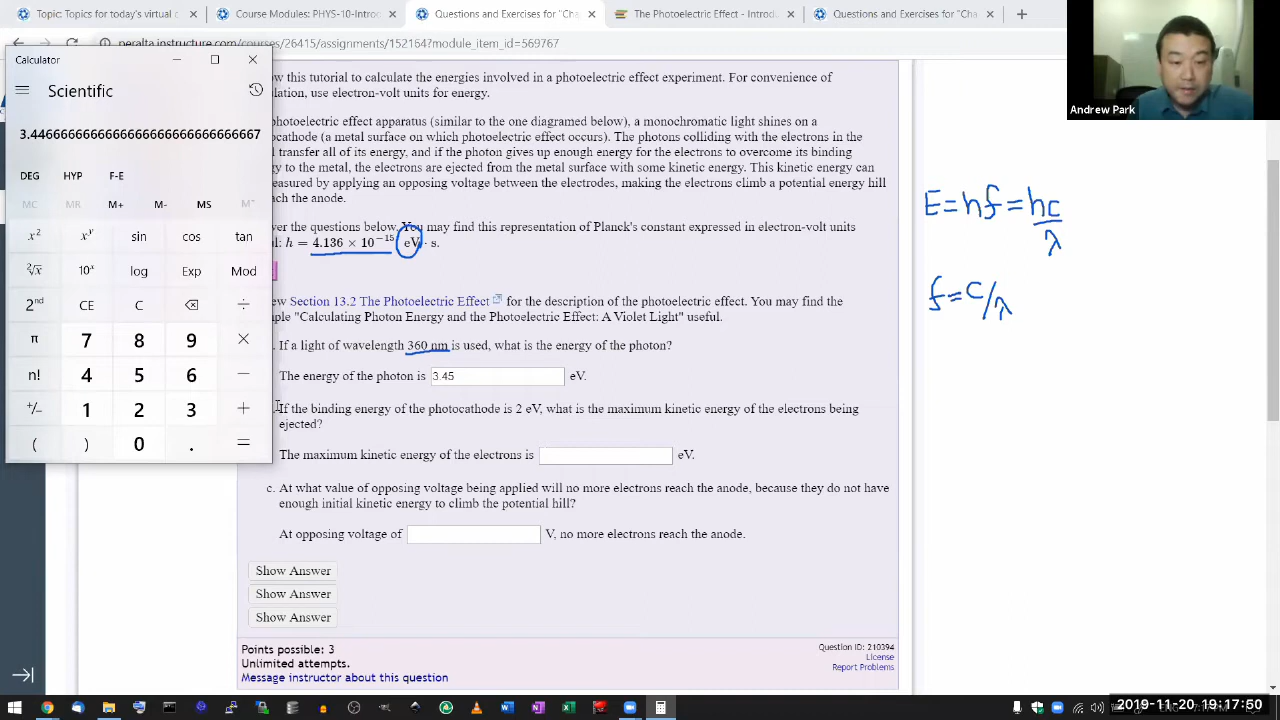 Topics for today's virtual c
Course Modules: PHYS-10-Introd
Questions and Exercises for "Cha
The Photoelectric Effect - Introdu
Questions and Exercises for "Cha
peralta.instructure.com/courses/26415/assignments/152164?module_item_id=569767
Calculator
Scientific
3.4466666666666666666666666666667
DEG HYP F-E
MC MR M+ M- MS M˅
x² xʸ sin cos tan
²√x 10ˣ log Exp Mod
2ⁿᵈ CE C ÷
π 7 8 9 ×
n! 4 5 6 −
+/− 1 2 3 +
( ) 0 . =
Andrew Park
w this tutorial to calculate the energies involved in a photoelectric effect experiment. For convenience of
lation, use electron-volt units for energy.
hotoelectric effect apparatus (similar to the one diagramed below), a monochromatic light shines on a
ocathode (a metal surface on which photoelectric effect occurs). The photons colliding with the electrons in the
l transfer all of its energy, and if the photon gives up enough energy for the electrons to overcome its binding
y to the metal, the electrons are ejected from the metal surface with some kinetic energy. This kinetic energy can
easured by applying an opposing voltage between the electrodes, making the electrons climb a potential energy hill
ach the anode.
ver the question below. You may find this representation of Planck's constant expressed in electron-volt units
l: h = 4.136 × 10⁻¹⁵ eV · s.
ew Section 13.2 The Photoelectric Effect for the description of the photoelectric effect. You may find the
ple "Calculating Photon Energy and the Photoelectric Effect: A Violet Light" useful.
. If a light of wavelength 360 nm is used, what is the energy of the photon?
The energy of the photon is 3.45 eV.
If the binding energy of the photocathode is 2 eV, what is the maximum kinetic energy of the electrons being
ejected?
The maximum kinetic energy of the electrons is eV.
c. At what value of opposing voltage being applied will no more electrons reach the anode, because they do not have
enough initial kinetic energy to climb the potential hill?
At opposing voltage of V, no more electrons reach the anode.
Show Answer
Show Answer
Show Answer
Points possible: 3
Unlimited attempts.
Message instructor about this question
Question ID: 210394
License
Report Problems
E = hf = hc/λ
f = c/λ
2019-11-20 19:17:50